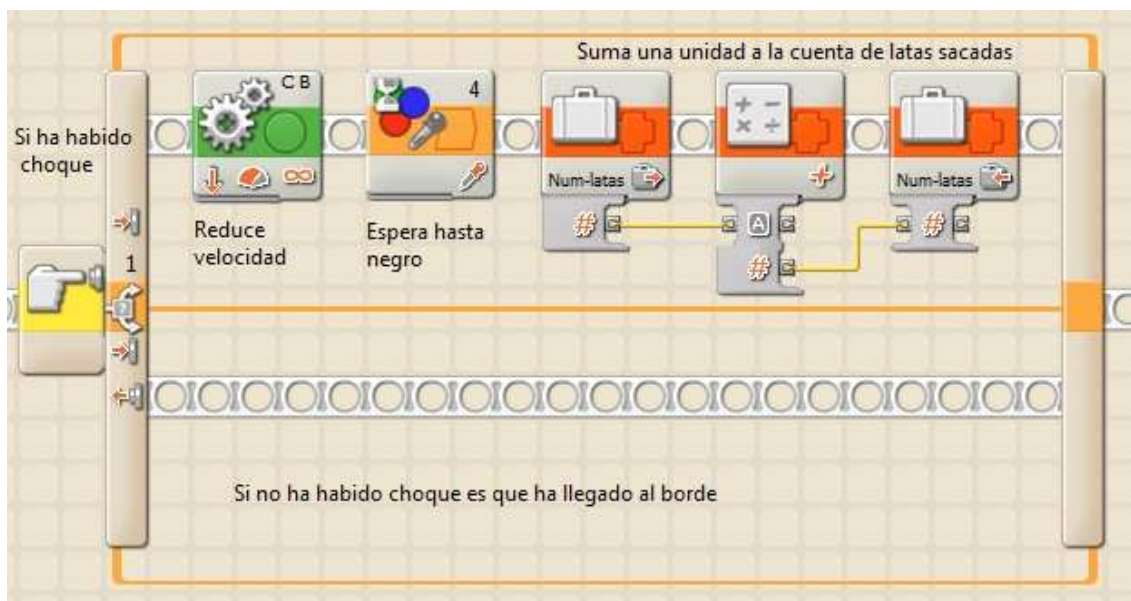 Suma una unidad a la cuenta de latas sacadas
C B
4
Si ha habido
choque
Num-latas
Num-latas
Reduce
velocidad
Espera hasta
negro
A
#
#
#
1
Si no ha habido choque es que ha llegado al borde